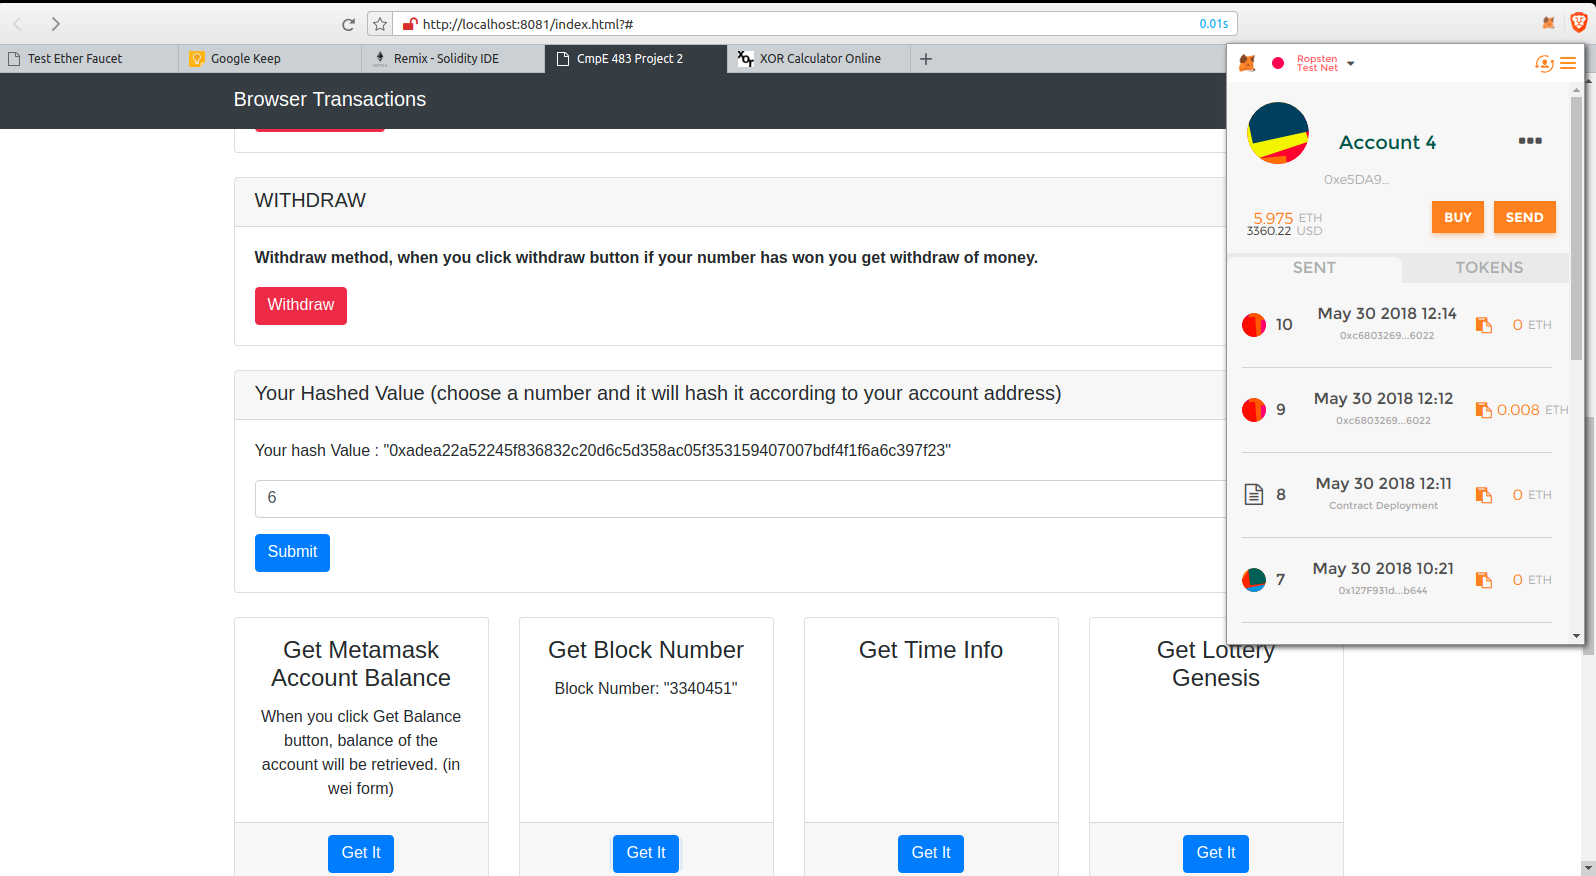 http://localhost:8081/index.html?#
0.01s
Test Ether Faucet
Google Keep
Remix - Solidity IDE
CmpE 483 Project 2
XOR
XOR Calculator Online
Browser Transactions
WITHDRAW
Withdraw method, when you click withdraw button if your number has won you get withdraw of money.
Withdraw
Your Hashed Value (choose a number and it will hash it according to your account address)
Your hash Value : "0xadea22a52245f836832c20d6c5d358ac05f353159407007bdf4f1f6a6c397f23"
6
Submit
Get Metamask
Account Balance
When you click Get Balance
button, balance of the
account will be retrieved. (in
wei form)
Get It
Get Block Number
Block Number: "3340451"
Get It
Get Time Info
Get It
Get Lottery
Genesis
Get It
Ropsten
Test Net
Account 4
0xe5DA9...
5.975 ETH
3360.22 USD
BUY
SEND
SENT
TOKENS
10 May 30 2018 12:14 0 ETH
0xc6803269...6022
9 May 30 2018 12:12 0.008 ETH
0xc6803269...6022
8 May 30 2018 12:11 0 ETH
Contract Deployment
7 May 30 2018 10:21 0 ETH
0x127F931d...b644